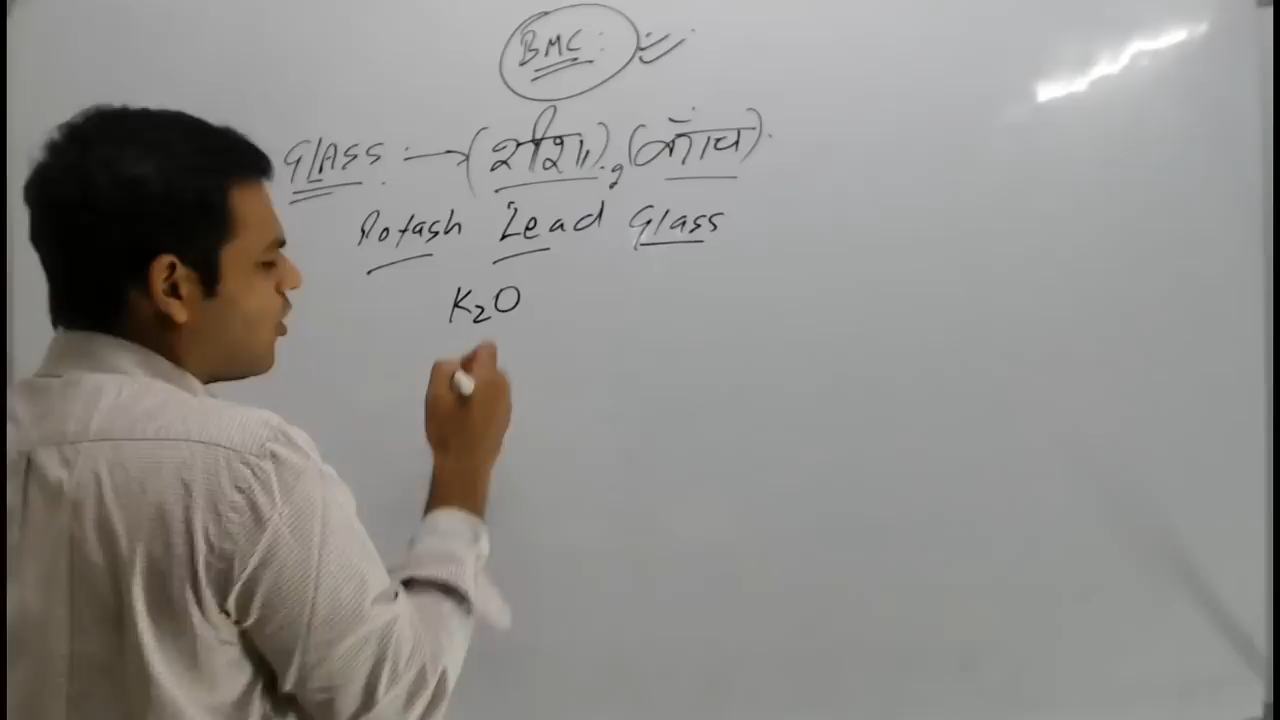 BMC :
GLASS :→ (शीशा), (काँच).
Potash Lead Glass
K₂O